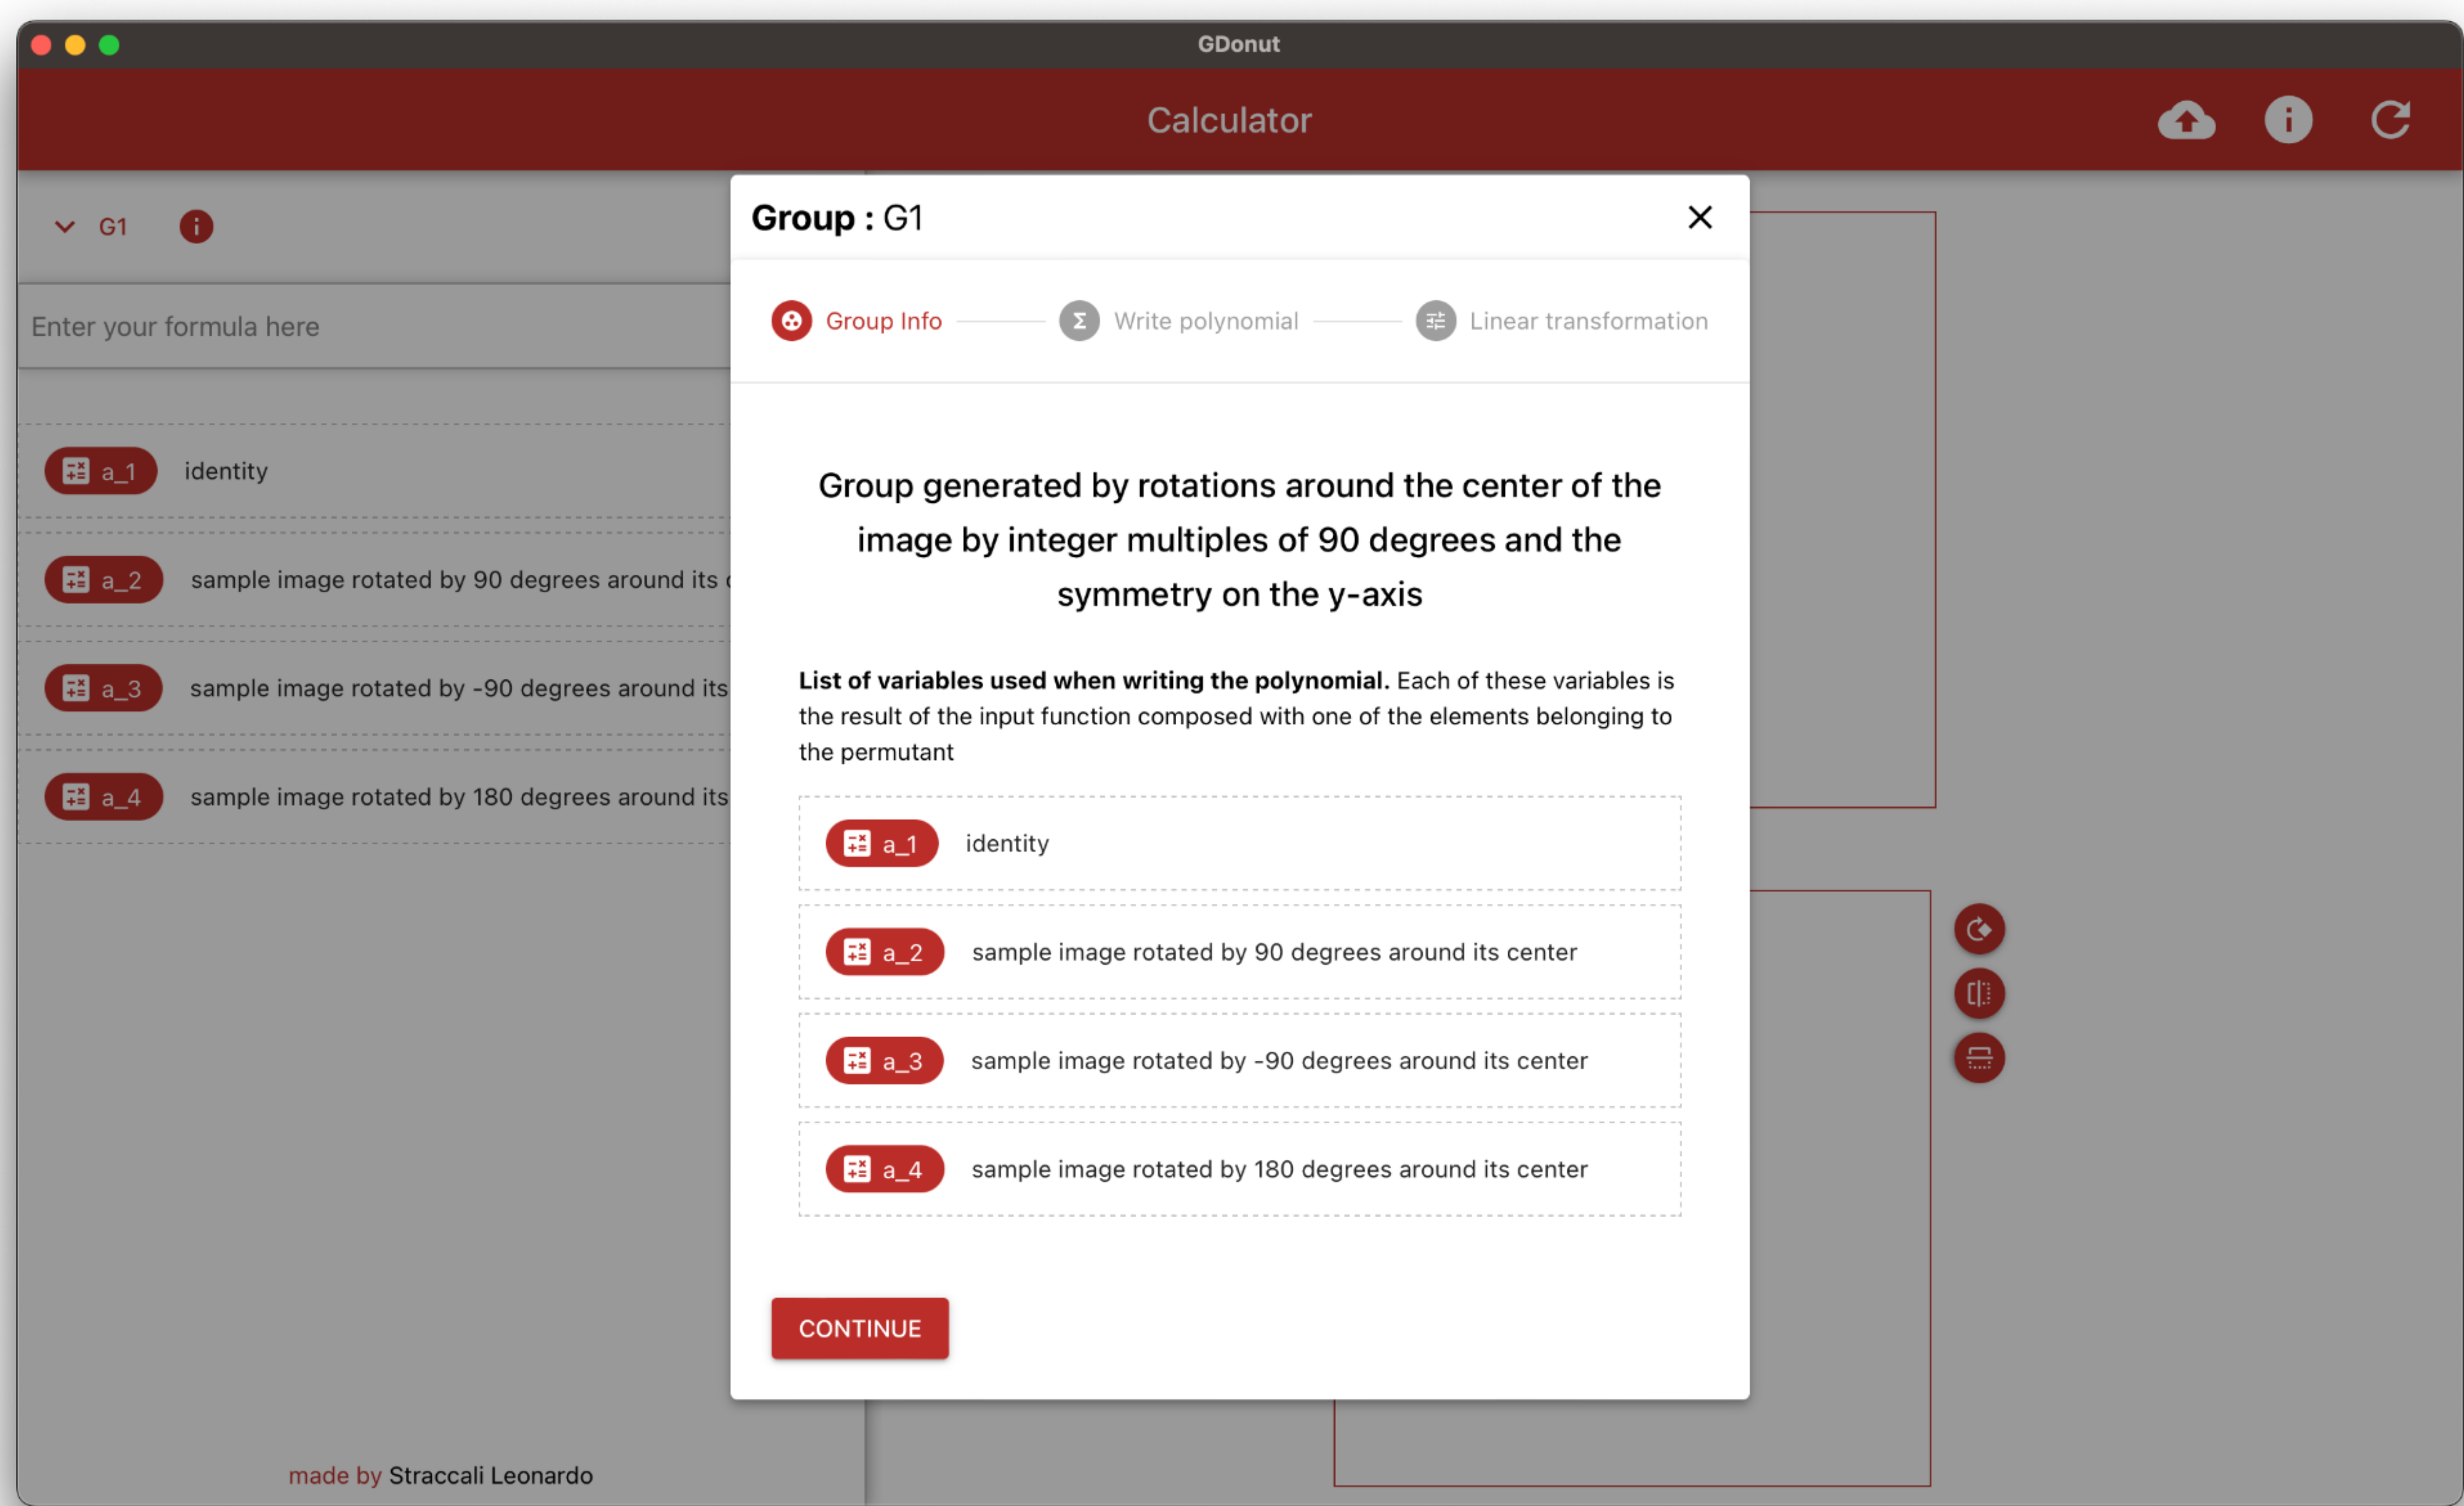 GDonut
Calculator
G1
Enter your formula here
a_1 identity
a_2 sample image rotated by 90 degrees around its
a_3 sample image rotated by -90 degrees around its
a_4 sample image rotated by 180 degrees around its
made by Straccali Leonardo
Group : G1
Group Info
Write polynomial
Linear transformation
Group generated by rotations around the center of the
image by integer multiples of 90 degrees and the
symmetry on the y-axis
List of variables used when writing the polynomial. Each of these variables is
the result of the input function composed with one of the elements belonging to
the permutant
a_1 identity
a_2 sample image rotated by 90 degrees around its center
a_3 sample image rotated by -90 degrees around its center
a_4 sample image rotated by 180 degrees around its center
CONTINUE